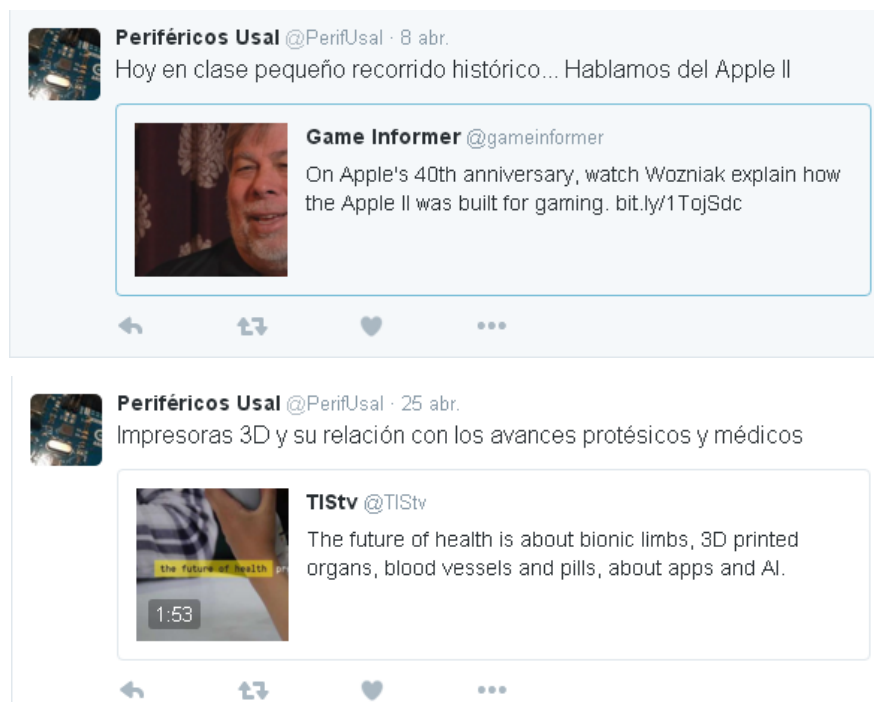 Periféricos Usal @PerifUsal · 8 abr.
Hoy en clase pequeño recorrido histórico... Hablamos del Apple II
Game Informer @gameinformer
On Apple's 40th anniversary, watch Wozniak explain how
the Apple II was built for gaming. bit.ly/1TojSdc
Periféricos Usal @PerifUsal · 25 abr.
Impresoras 3D y su relación con los avances protésicos y médicos
TIStv @TIStv
The future of health is about bionic limbs, 3D printed
organs, blood vessels and pills, about apps and AI.
the future of health
1:53